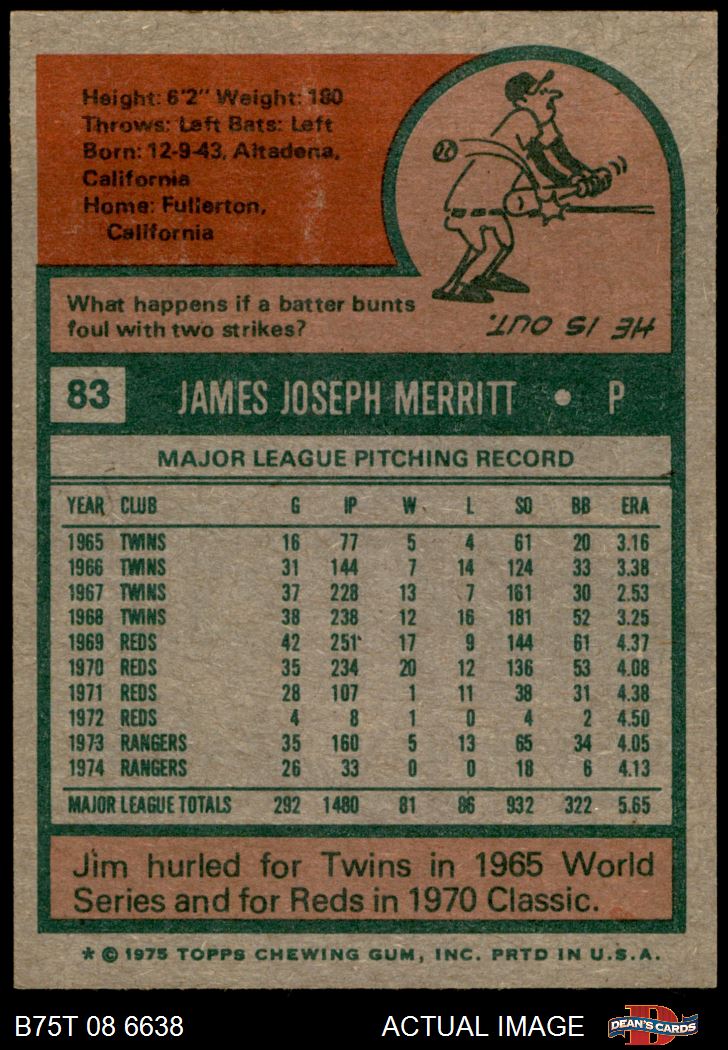 Height: 6'2" Weight: 180
Throws: Left Bats: Left
Born: 12-9-43, Altadena,
California
Home: Fullerton,
California
What happens if a batter bunts
foul with two strikes?
HE IS OUT.
83 JAMES JOSEPH MERRITT • P
MAJOR LEAGUE PITCHING RECORD
YEAR CLUB G IP W L SO BB ERA
1965 TWINS 16 77 5 4 61 20 3.16
1966 TWINS 31 144 7 14 124 33 3.38
1967 TWINS 37 228 13 7 161 30 2.53
1968 TWINS 38 238 12 16 181 52 3.25
1969 REDS 42 251 17 9 144 61 4.37
1970 REDS 35 234 20 12 136 53 4.08
1971 REDS 28 107 1 11 38 31 4.38
1972 REDS 4 8 1 0 4 2 4.50
1973 RANGERS 35 160 5 13 65 34 4.05
1974 RANGERS 26 33 0 0 18 6 4.13
MAJOR LEAGUE TOTALS 292 1480 81 86 932 322 5.65
Jim hurled for Twins in 1965 World
Series and for Reds in 1970 Classic.
* © 1975 TOPPS CHEWING GUM, INC. PRTD IN U.S.A.
B75T 08 6638 ACTUAL IMAGE D DEAN'S CARDS